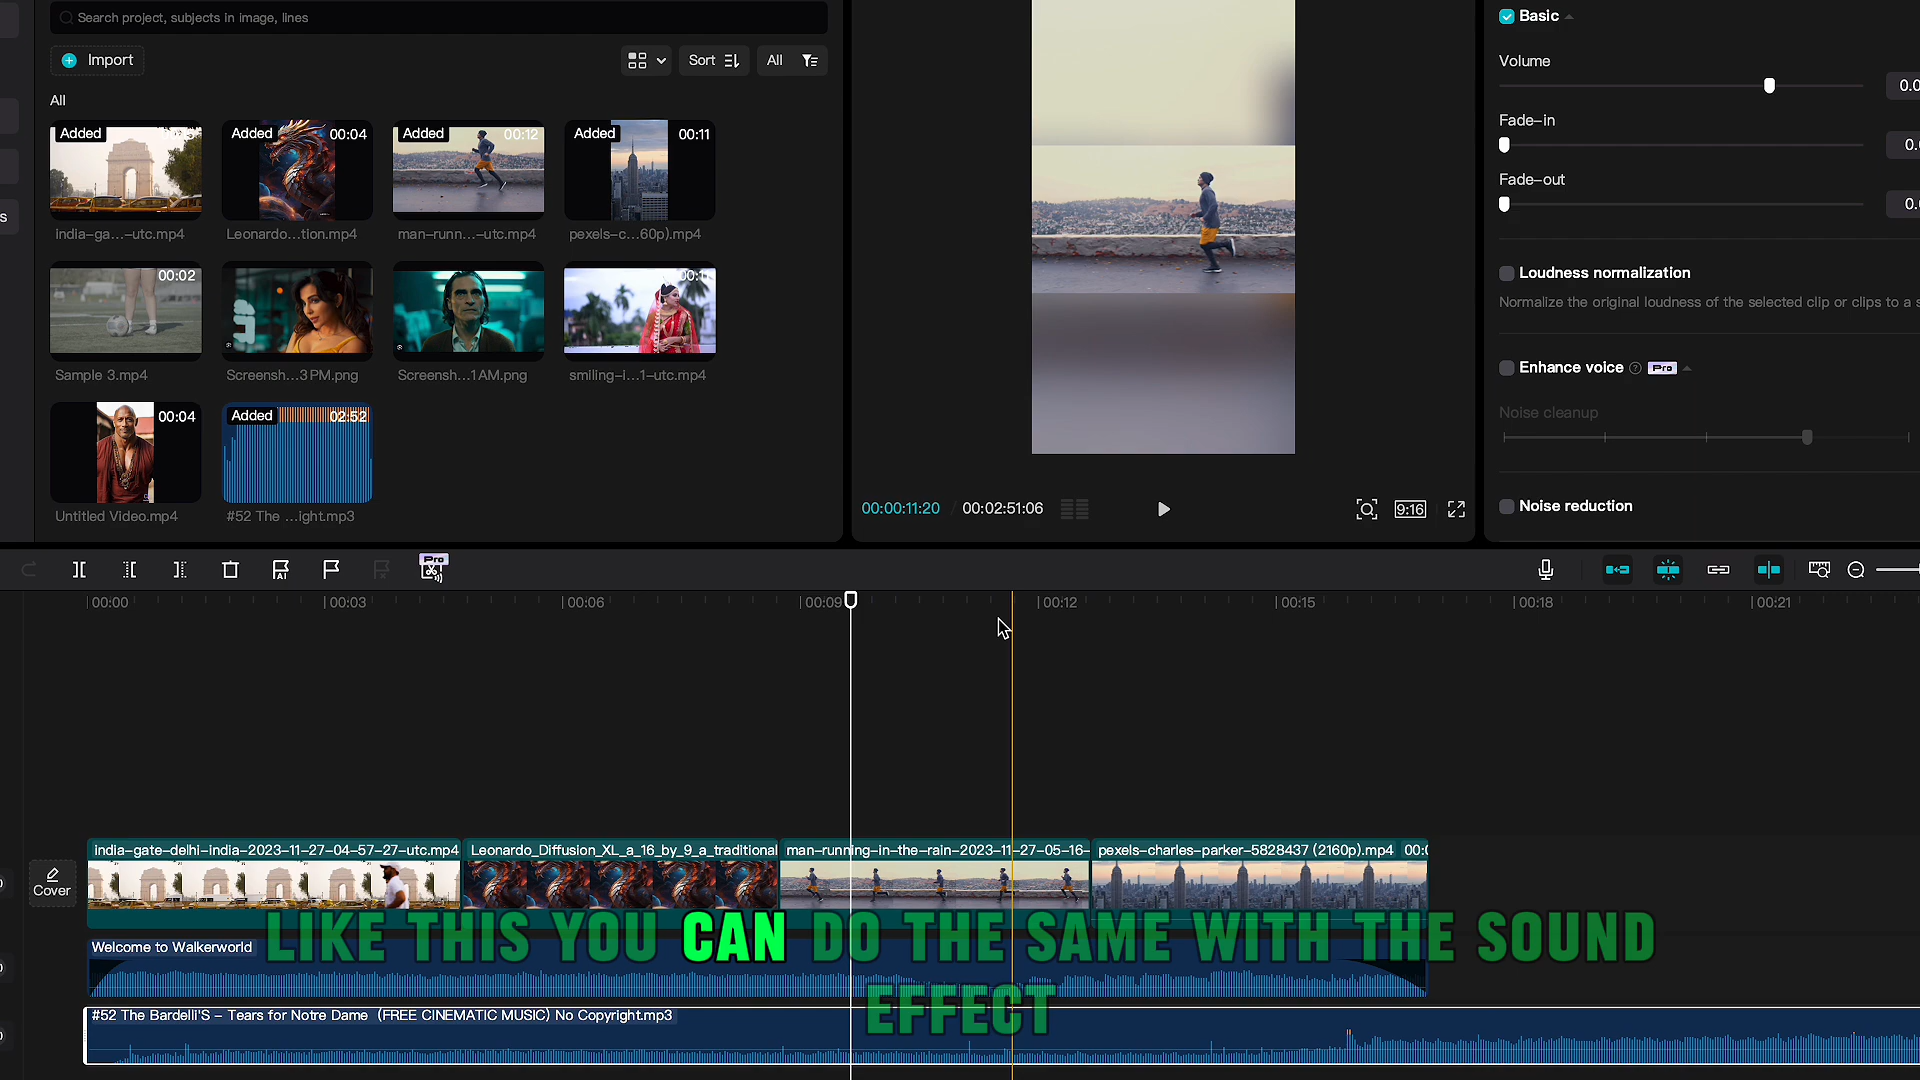 Search project, subjects in image, lines
Import
Sort
All
All
Added
india-ga...-utc.mp4
Added 00:04
Leonardo...tion.mp4
Added 00:12
man-runn...-utc.mp4
Added 00:11
pexels-c...60p).mp4
00:02
Sample 3.mp4
Screensh...3 PM.png
Screensh...1 AM.png
smiling-i...1-utc.mp4
00:04
Untitled Video.mp4
Added 02:52
#52 The ...ight.mp3
00:00:11:20 / 00:02:51:06
9:16
Basic
Volume
0.0
Fade-in
0.
Fade-out
Loudness normalization
Normalize the original loudness of the selected clip or clips to a s
Enhance voice Pro
Noise cleanup
Noise reduction
Pro
AI
00:00 00:03 00:06 00:09 00:12 00:15 00:18 00:21
Cover
india-gate-delhi-india-2023-11-27-04-57-27-utc.mp4
Leonardo_Diffusion_XL_a_16_by_9_a_traditional
man-running-in-the-rain-2023-11-27-05-16-
pexels-charles-parker-5828437 (2160p).mp4 00:0
Welcome to Walkerworld
LIKE THIS YOU CAN DO THE SAME WITH THE SOUND
EFFECT
#52 The Bardelli'S - Tears for Notre Dame (FREE CINEMATIC MUSIC) No Copyright.mp3